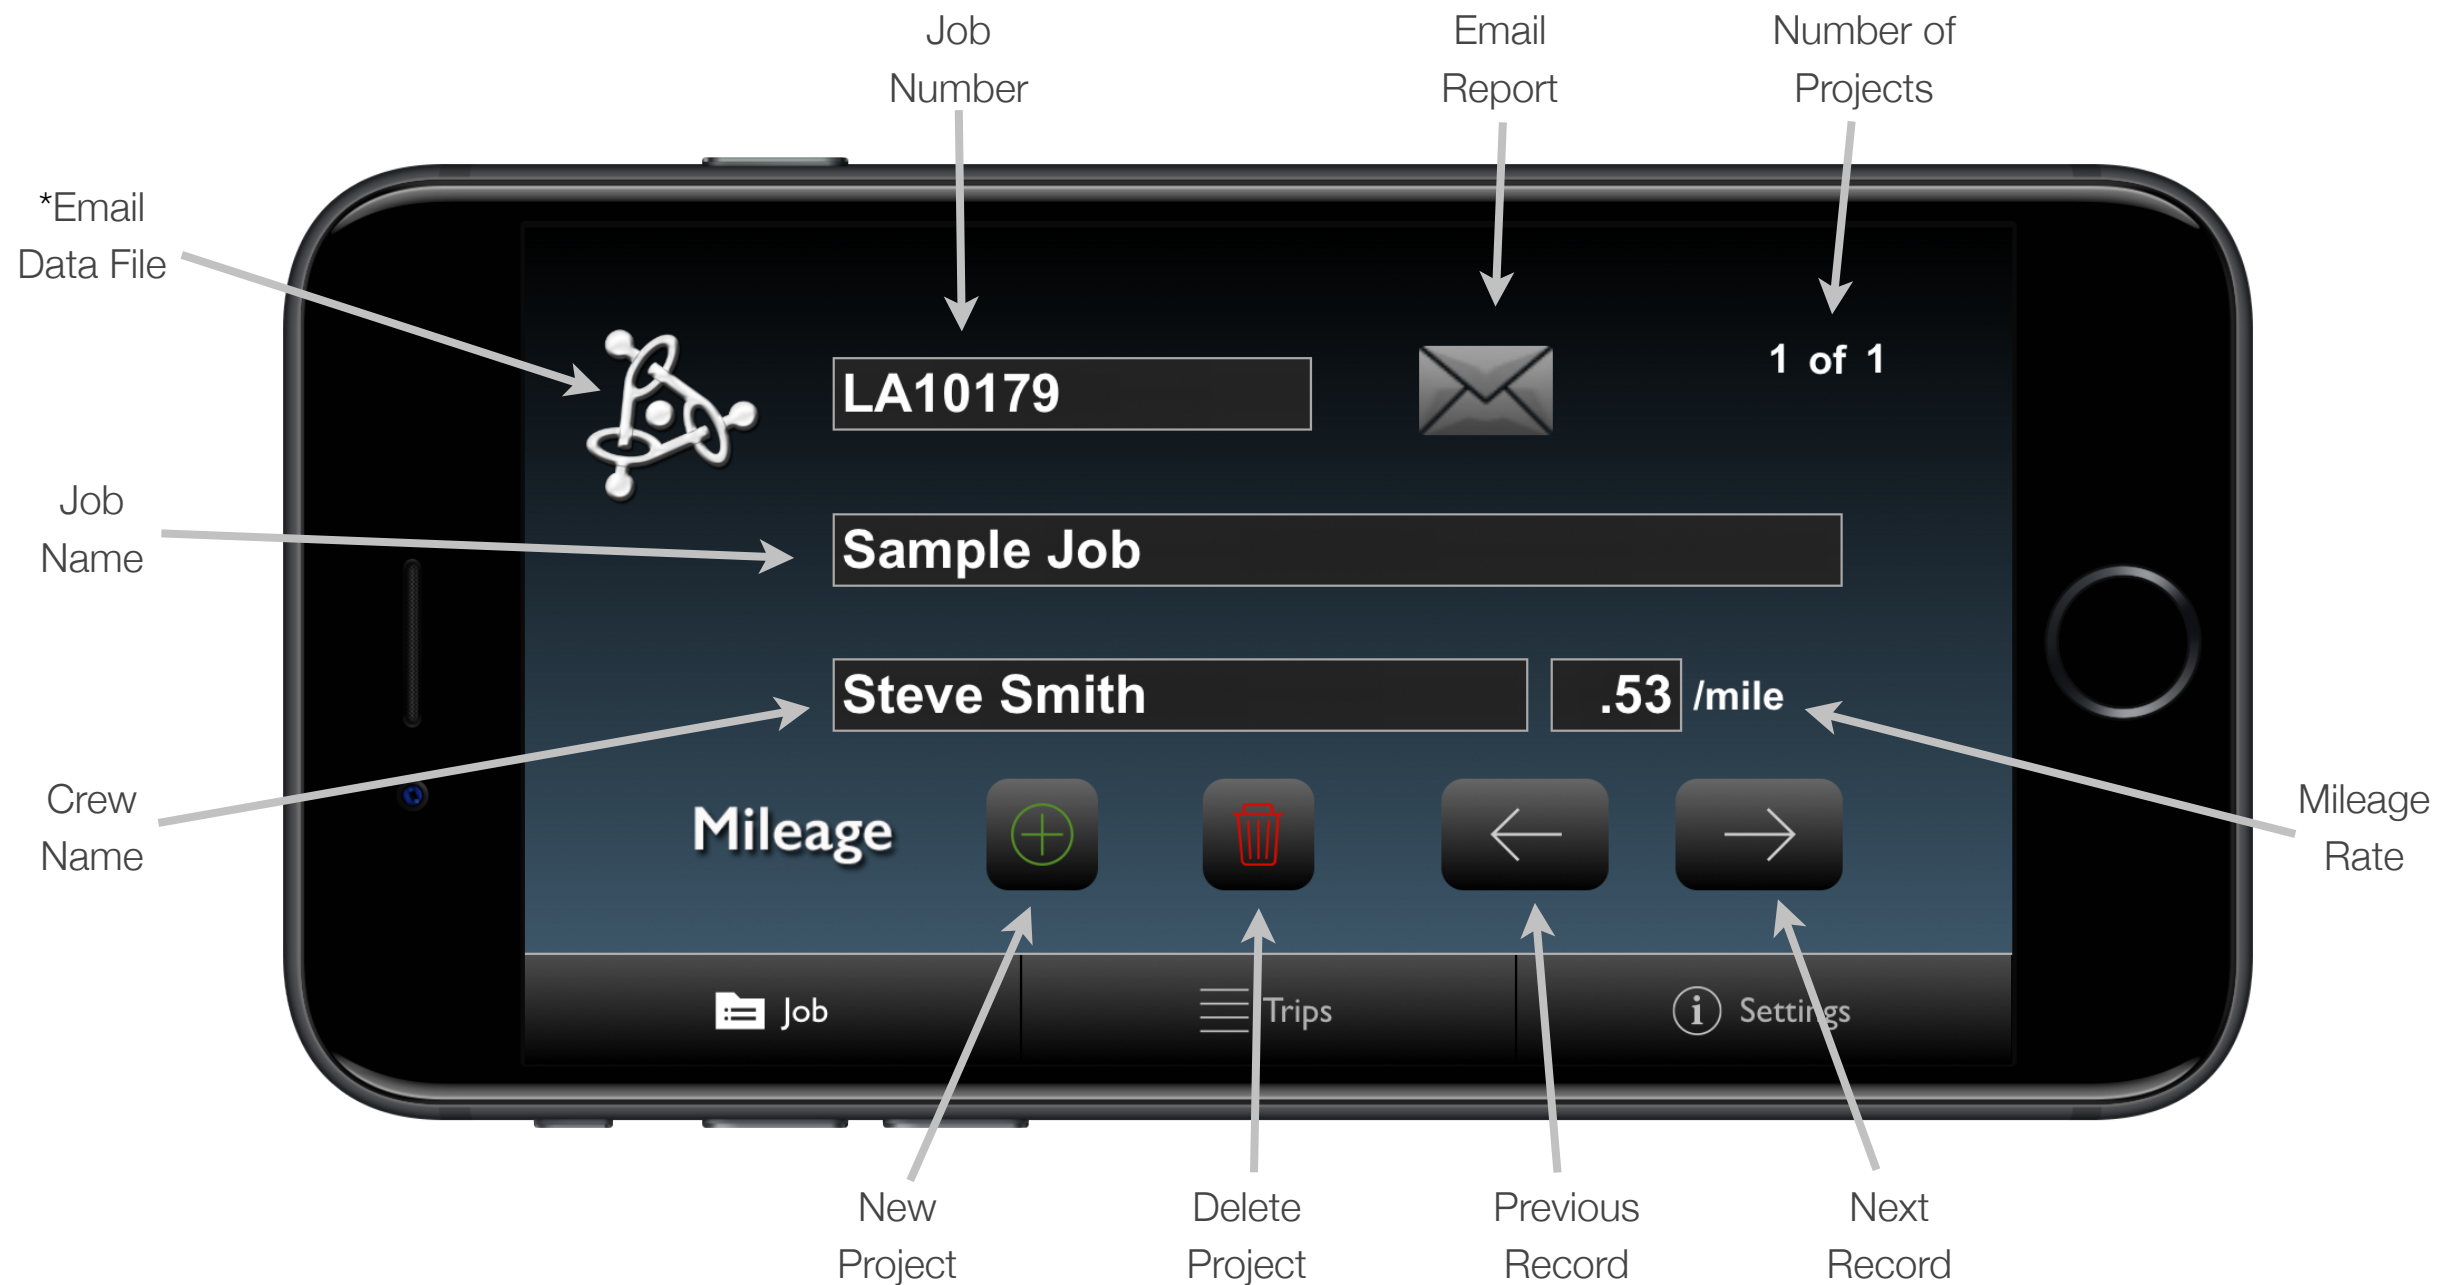 Job
Number
Email
Report
Number of
Projects
*Email
Data File
1 of 1
LA10179
Job
Name
Sample Job
Steve Smith
.53 /mile
Crew
Name
Mileage
Mileage
Rate
Job
Trips
Settings
New
Project
Delete
Project
Previous
Record
Next
Record